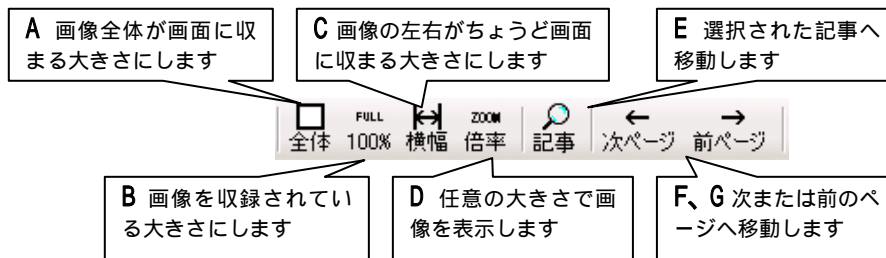 A 画像全体が画面に収
まる大きさにします
C 画像の左右がちょうど画面
に収まる大きさにします
E 選択された記事へ
移動します
FULL ZOOM ← →
全体 100% 横幅 倍率 記事 次ページ 前ページ
B 画像を収録されてい
る大きさにします
D 任意の大きさで画
像を表示します
F、G 次または前のペ
ージへ移動します